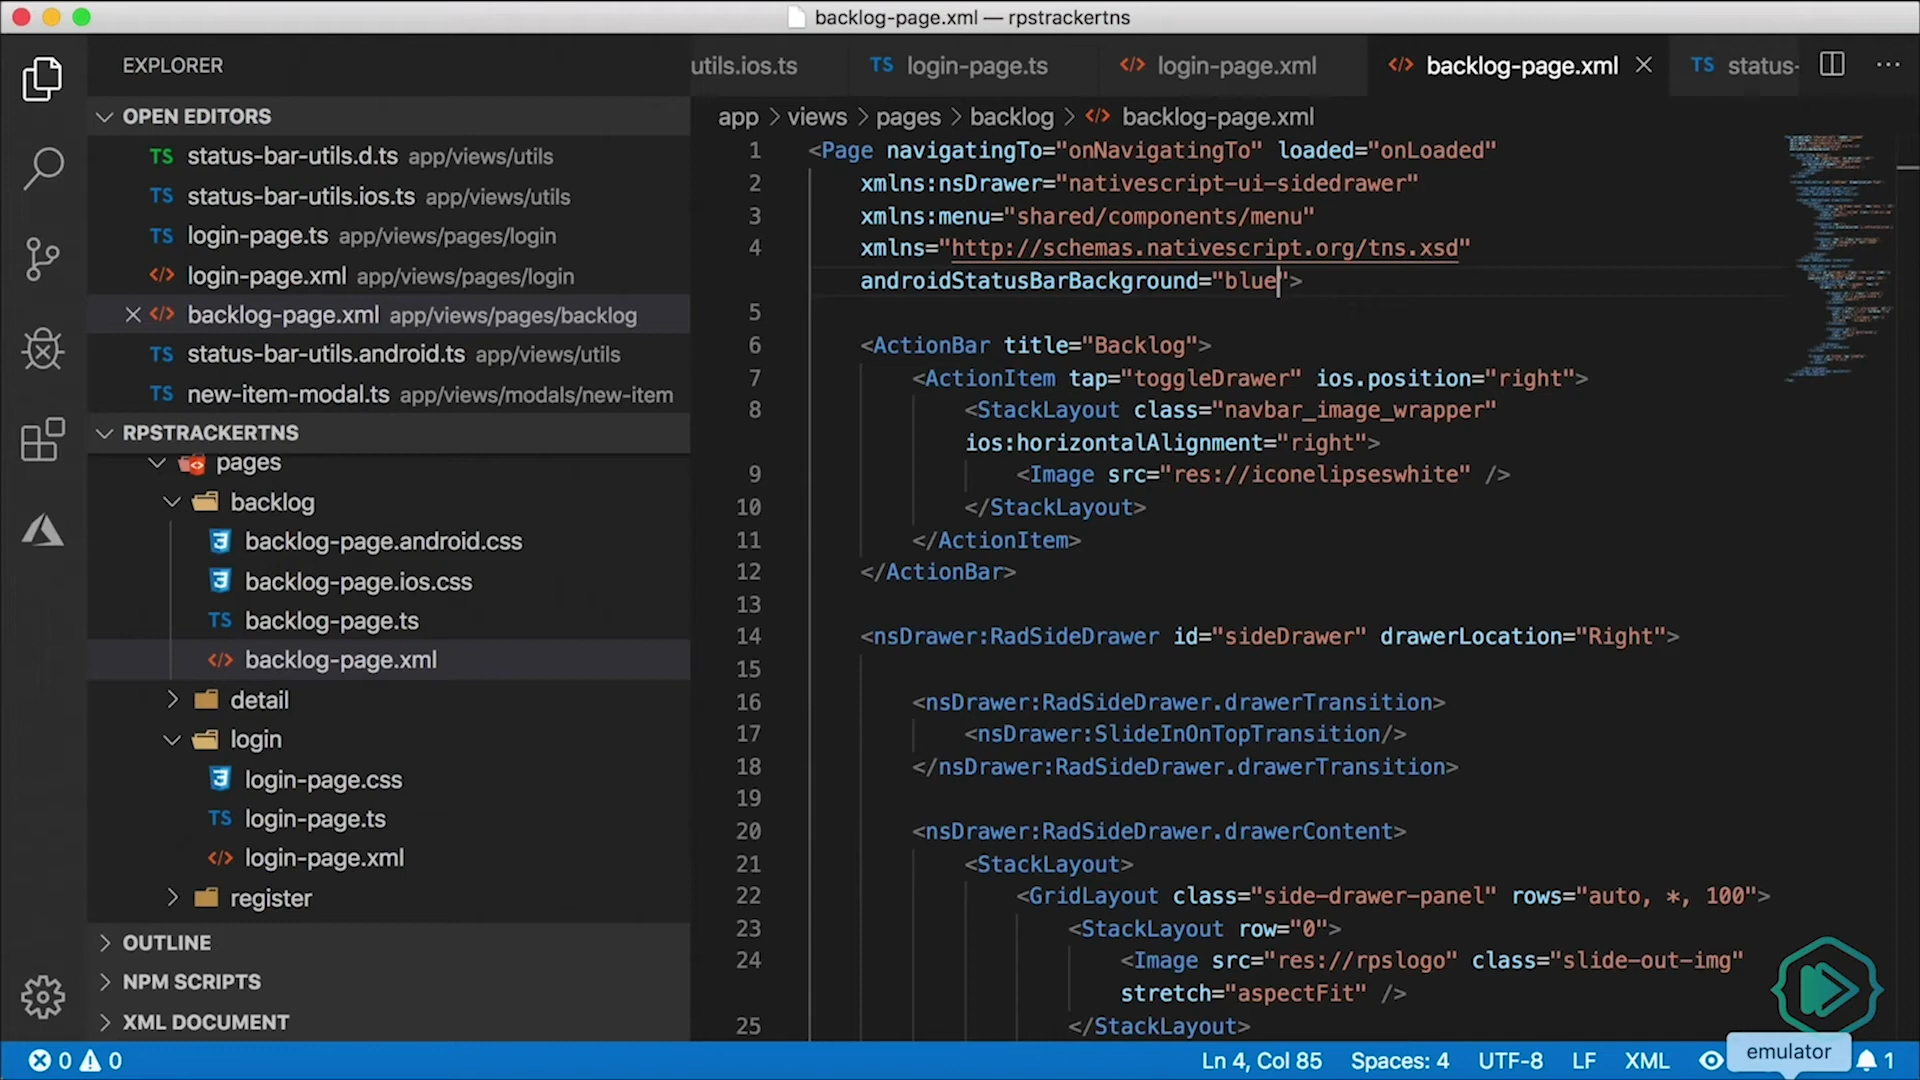 backlog-page.xml — rpstrackertns
EXPLORER
OPEN EDITORS
TS status-bar-utils.d.ts app/views/utils
TS status-bar-utils.ios.ts app/views/utils
TS login-page.ts app/views/pages/login
</> login-page.xml app/views/pages/login
</> backlog-page.xml app/views/pages/backlog
TS status-bar-utils.android.ts app/views/utils
TS new-item-modal.ts app/views/modals/new-item
RPSTRACKERTNS
pages
backlog
backlog-page.android.css
backlog-page.ios.css
TS backlog-page.ts
</> backlog-page.xml
detail
login
login-page.css
TS login-page.ts
</> login-page.xml
register
OUTLINE
NPM SCRIPTS
XML DOCUMENT
utils.ios.ts
TS login-page.ts
</> login-page.xml
</> backlog-page.xml
TS status-
app > views > pages > backlog > </> backlog-page.xml
1 <Page navigatingTo="onNavigatingTo" loaded="onLoaded"
2 xmlns:nsDrawer="nativescript-ui-sidedrawer"
3 xmlns:menu="shared/components/menu"
4 xmlns="http://schemas.nativescript.org/tns.xsd"
androidStatusBarBackground="blue">
5
6 <ActionBar title="Backlog">
7 <ActionItem tap="toggleDrawer" ios.position="right">
8 <StackLayout class="navbar_image_wrapper"
ios:horizontalAlignment="right">
9 <Image src="res://iconelipseswhite" />
10 </StackLayout>
11 </ActionItem>
12 </ActionBar>
13
14 <nsDrawer:RadSideDrawer id="sideDrawer" drawerLocation="Right">
15
16 <nsDrawer:RadSideDrawer.drawerTransition>
17 <nsDrawer:SlideInOnTopTransition/>
18 </nsDrawer:RadSideDrawer.drawerTransition>
19
20 <nsDrawer:RadSideDrawer.drawerContent>
21 <StackLayout>
22 <GridLayout class="side-drawer-panel" rows="auto, *, 100">
23 <StackLayout row="0">
24 <Image src="res://rpslogo" class="slide-out-img"
stretch="aspectFit" />
25 </StackLayout>
0 0
Ln 4, Col 85 Spaces: 4 UTF-8 LF XML
emulator
1